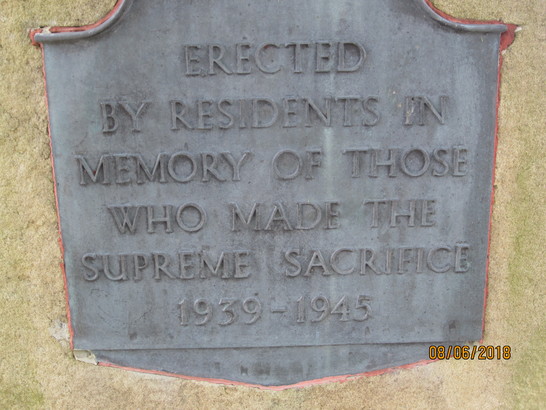 ERECTED
BY RESIDENTS IN
MEMORY OF THOSE
WHO MADE THE
SUPREME SACRIFICE
1939-1945
08/06/2018